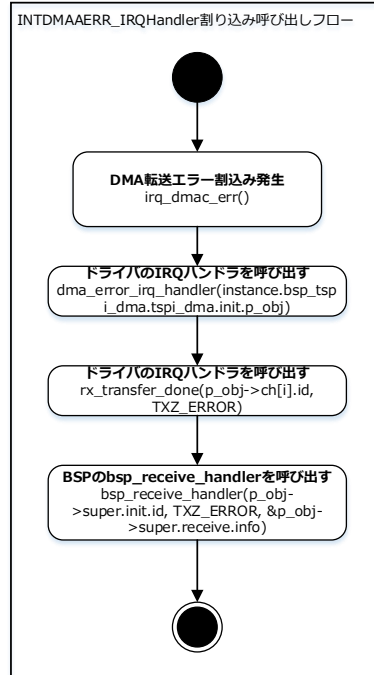 INTDMAAERR_IRQHandler割り込み呼び出しフロー
DMA転送エラー割込み発生
irq_dmac_err()
ドライバのIRQハンドラを呼び出す
dma_error_irq_handler(instance.bsp_tsp
i_dma.tspi_dma.init.p_obj)
ドライバのIRQハンドラを呼び出す
rx_transfer_done(p_obj->ch[i].id,
TXZ_ERROR)
BSPのbsp_receive_handlerを呼び出す
bsp_receive_handler(p_obj-
>super.init.id, TXZ_ERROR, &p_obj-
>super.receive.info)